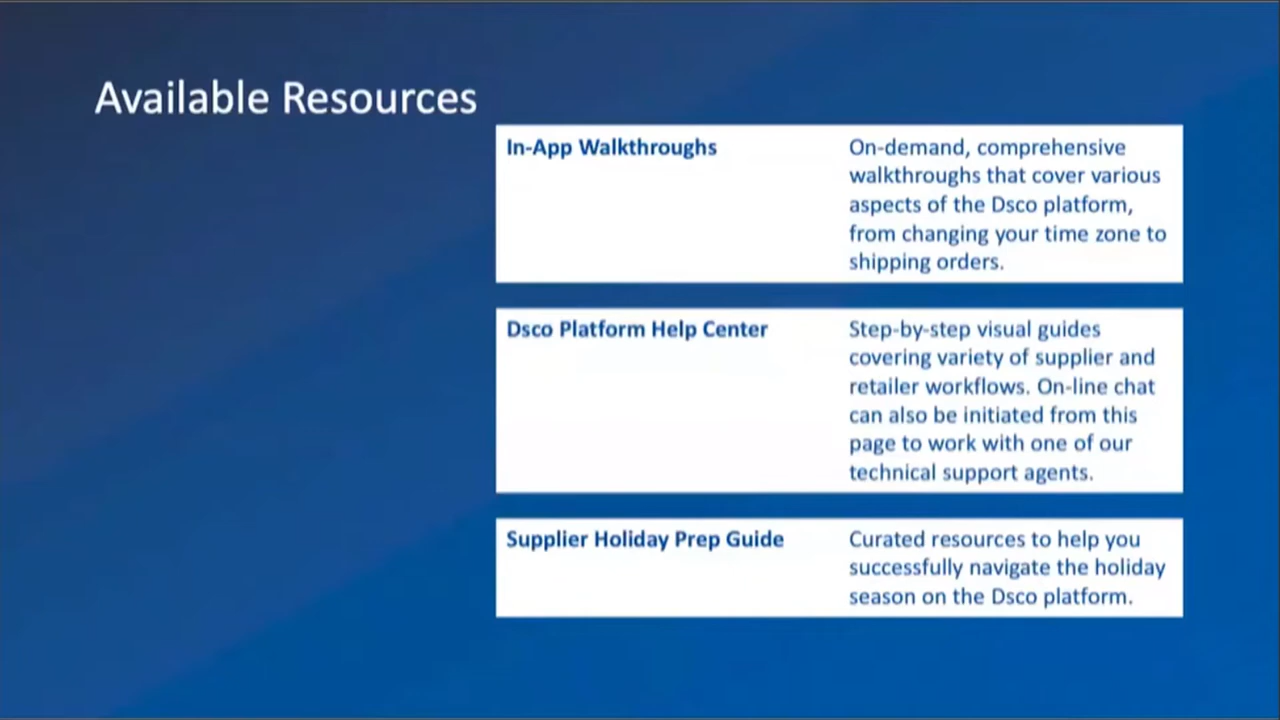 Available Resources
In-App Walkthroughs
On-demand, comprehensive
walkthroughs that cover various
aspects of the Dsco platform,
from changing your time zone to
shipping orders.
Dsco Platform Help Center
Step-by-step visual guides
covering variety of supplier and
retailer workflows. On-line chat
can also be initiated from this
page to work with one of our
technical support agents.
Supplier Holiday Prep Guide
Curated resources to help you
successfully navigate the holiday
season on the Dsco platform.